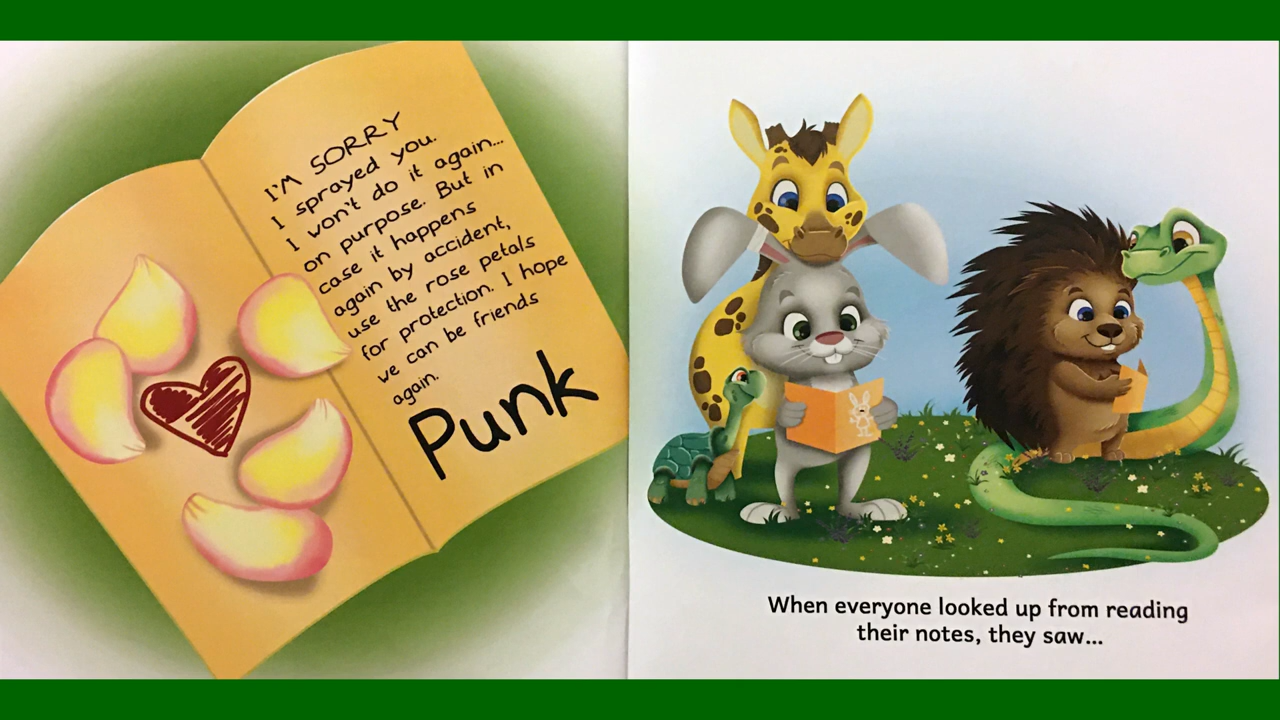 I'M SORRY
I sprayed you.
I won't do it again...
on purpose. But in
case it happens
again by accident,
use the rose petals
for protection. I hope
we can be friends
again.
Punk
When everyone looked up from reading
their notes, they saw...